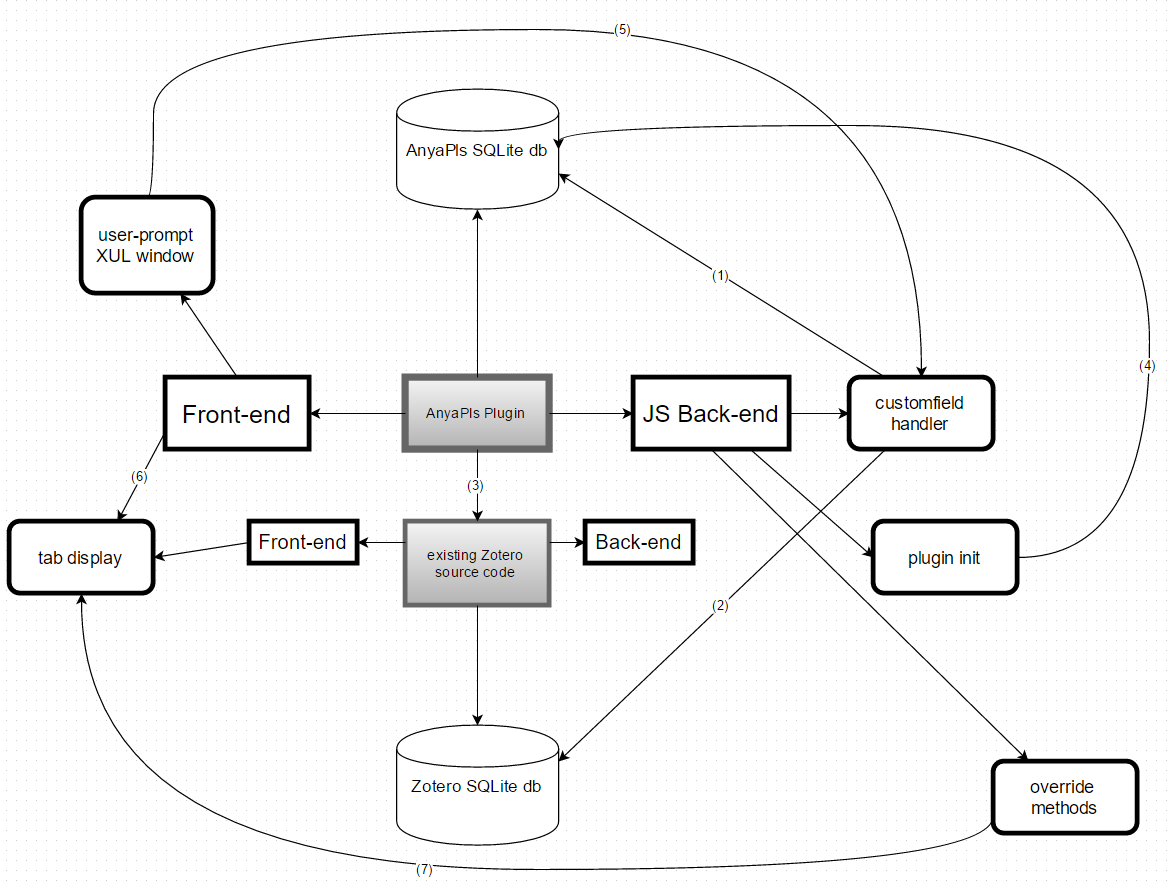 (5)
AnyaPls SQLite db
user-prompt
XUL window
(1)
(4)
Front-end
AnyaPls Plugin
JS Back-end
customfield
handler
(6)
(3)
tab display
Front-end
existing Zotero
source code
Back-end
plugin init
(2)
Zotero SQLite db
override
methods
(7)